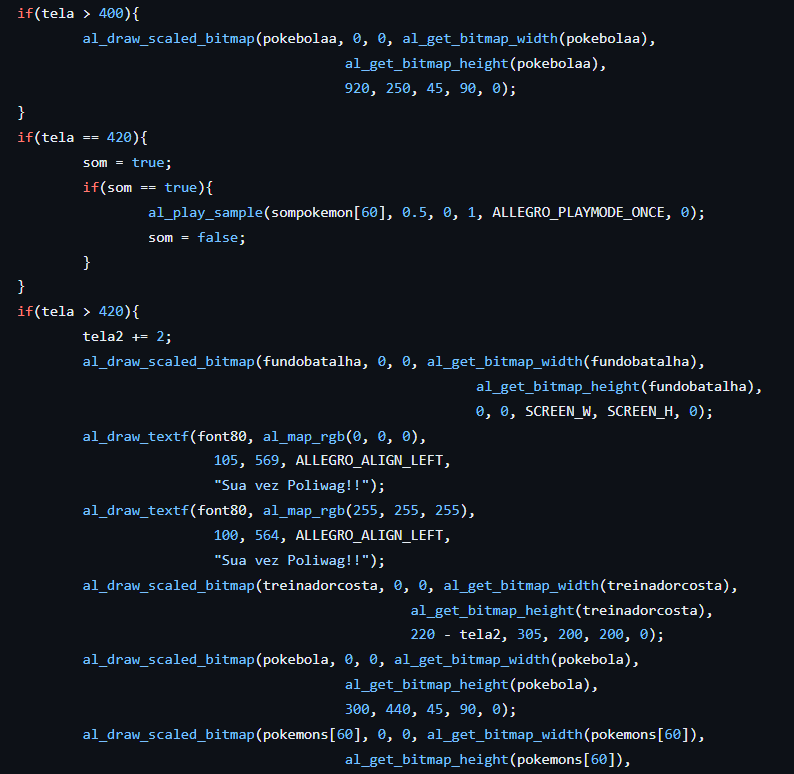 if(tela > 400){
al_draw_scaled_bitmap(pokebolaa, 0, 0, al_get_bitmap_width(pokebolaa),
al_get_bitmap_height(pokebolaa),
920, 250, 45, 90, 0);
}
if(tela == 420){
som = true;
if(som == true){
al_play_sample(sompokemon[60], 0.5, 0, 1, ALLEGRO_PLAYMODE_ONCE, 0);
som = false;
}
}
if(tela > 420){
tela2 += 2;
al_draw_scaled_bitmap(fundobatalha, 0, 0, al_get_bitmap_width(fundobatalha),
al_get_bitmap_height(fundobatalha),
0, 0, SCREEN_W, SCREEN_H, 0);
al_draw_textf(font80, al_map_rgb(0, 0, 0),
105, 569, ALLEGRO_ALIGN_LEFT,
"Sua vez Poliwag!!");
al_draw_textf(font80, al_map_rgb(255, 255, 255),
100, 564, ALLEGRO_ALIGN_LEFT,
"Sua vez Poliwag!!");
al_draw_scaled_bitmap(treinadorcosta, 0, 0, al_get_bitmap_width(treinadorcosta),
al_get_bitmap_height(treinadorcosta),
220 - tela2, 305, 200, 200, 0);
al_draw_scaled_bitmap(pokebola, 0, 0, al_get_bitmap_width(pokebola),
al_get_bitmap_height(pokebola),
300, 440, 45, 90, 0);
al_draw_scaled_bitmap(pokemons[60], 0, 0, al_get_bitmap_width(pokemons[60]),
al_get_bitmap_height(pokemons[60]),